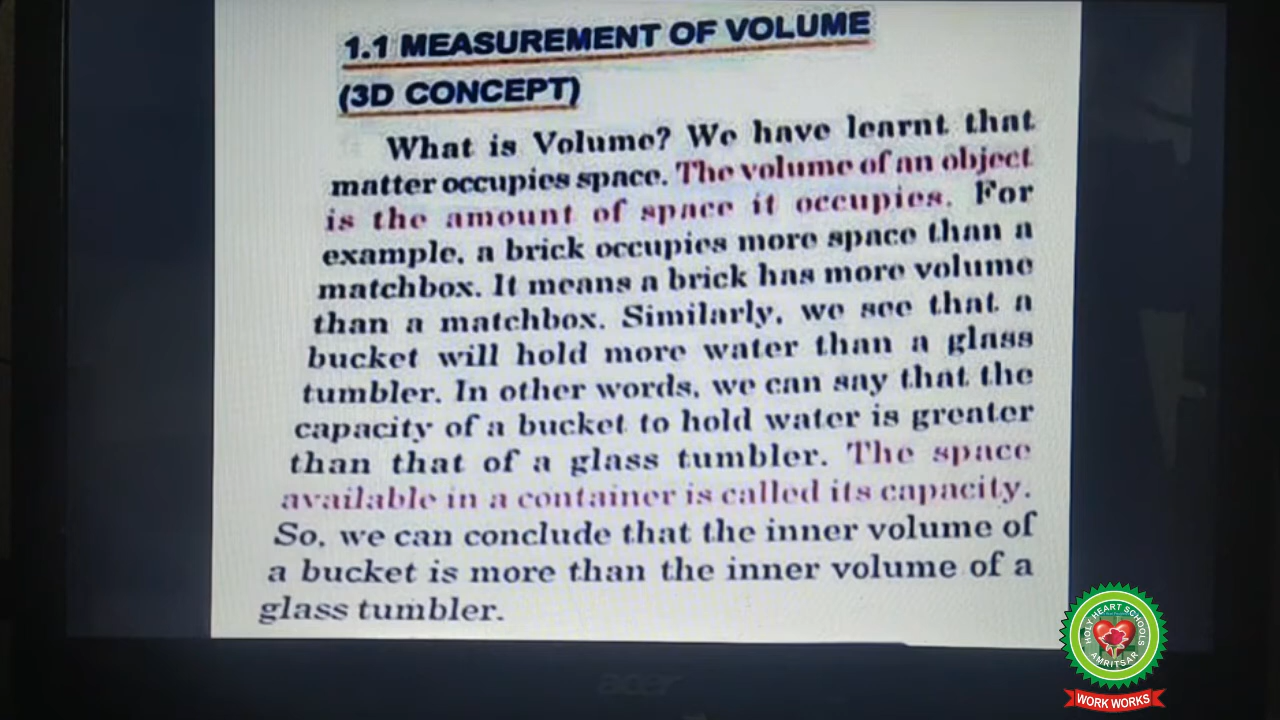 1.1 MEASUREMENT OF VOLUME
(3D CONCEPT)
What is Volume? We have learnt that
matter occupies space. The volume of an object
is the amount of space it occupies. For
example, a brick occupies more space than a
matchbox. It means a brick has more volume
than a matchbox. Similarly, we see that a
bucket will hold more water than a glass
tumbler. In other words, we can say that the
capacity of a bucket to hold water is greater
than that of a glass tumbler. The space
available in a container is called its capacity.
So, we can conclude that the inner volume of
a bucket is more than the inner volume of a
glass tumbler.
acer
HOLY HEART SCHOOLS
AMRITSAR
WORK WORKS